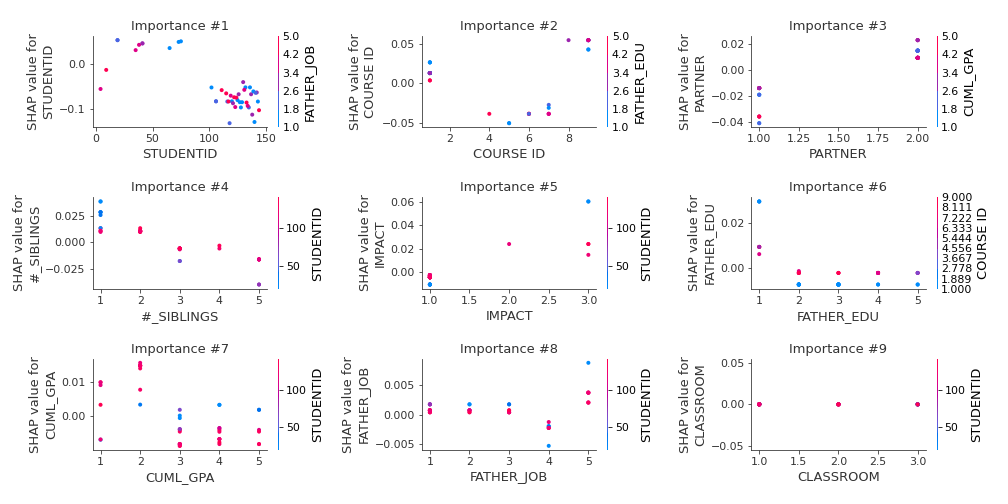 Importance #1
SHAP value for
STUDENTID
0.0
−0.1
0
50
100
150
STUDENTID
5.0
4.2
3.4
2.6
1.8
1.0
FATHER_JOB
Importance #2
SHAP value for
COURSE ID
0.05
0.00
−0.05
2
4
6
8
COURSE ID
5.0
4.2
3.4
2.6
1.8
1.0
FATHER_EDU
Importance #3
SHAP value for
PARTNER
0.02
0.00
−0.02
−0.04
1.00
1.25
1.50
1.75
2.00
PARTNER
5.0
4.2
3.4
2.6
1.8
1.0
CUML_GPA
Importance #4
SHAP value for
#_SIBLINGS
0.025
0.000
−0.025
1
2
3
4
5
#_SIBLINGS
100
50
STUDENTID
Importance #5
SHAP value for
IMPACT
0.06
0.04
0.02
0.00
1.0
1.5
2.0
2.5
3.0
IMPACT
100
50
STUDENTID
Importance #6
SHAP value for
FATHER_EDU
0.02
0.00
1
2
3
4
5
FATHER_EDU
9.000
8.111
7.222
6.333
5.444
4.556
3.667
2.778
1.889
1.000
COURSE ID
Importance #7
SHAP value for
CUML_GPA
0.01
0.00
1
2
3
4
5
CUML_GPA
100
50
STUDENTID
Importance #8
SHAP value for
FATHER_JOB
0.005
0.000
−0.005
1
2
3
4
5
FATHER_JOB
100
50
STUDENTID
Importance #9
SHAP value for
CLASSROOM
0.05
0.00
−0.05
1.0
1.5
2.0
2.5
3.0
CLASSROOM
100
50
STUDENTID